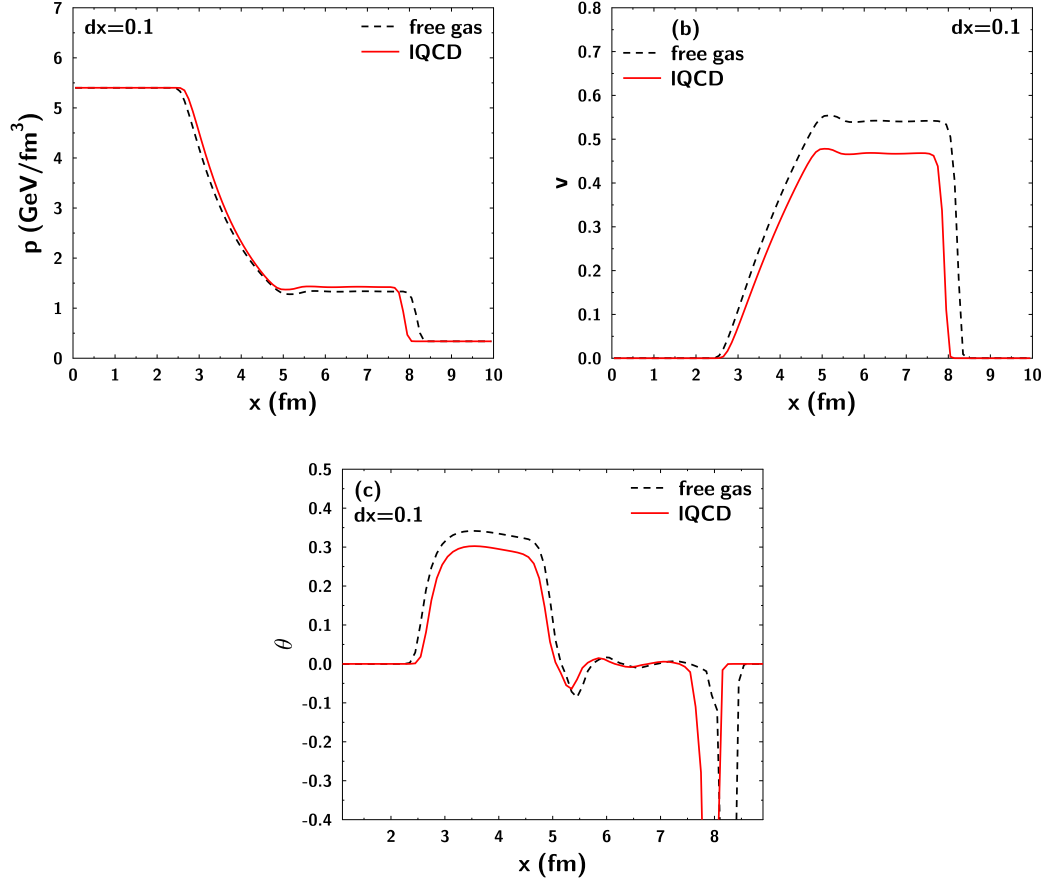 dx=0.1
free gas
lQCD
p (GeV/fm³)
7
6
5
4
3
2
1
0
0 1 2 3 4 5 6 7 8 9 10
x (fm)
(b)
dx=0.1
free gas
lQCD
v
0.8
0.7
0.6
0.5
0.4
0.3
0.2
0.1
0.0
0 1 2 3 4 5 6 7 8 9 10
x (fm)
(c)
dx=0.1
free gas
lQCD
θ
0.5
0.4
0.3
0.2
0.1
0.0
-0.1
-0.2
-0.3
-0.4
2 3 4 5 6 7 8
x (fm)